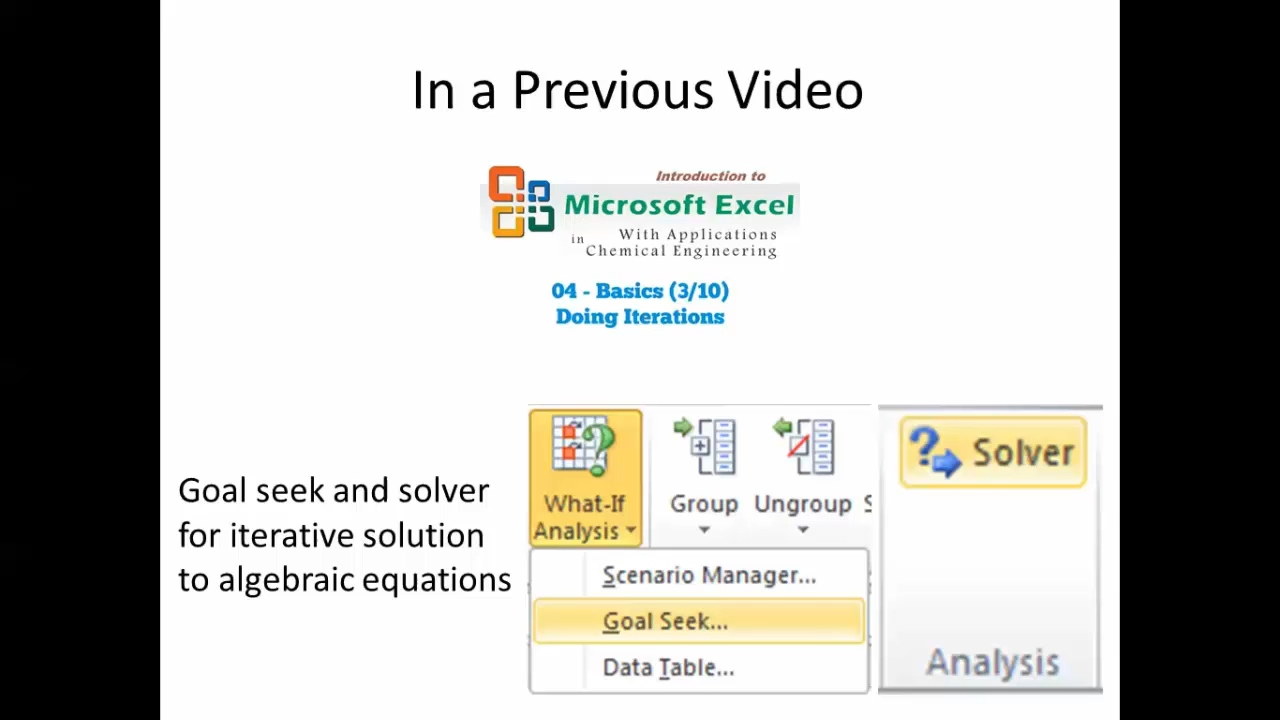 In a Previous Video
Introduction to
Microsoft Excel
With Applications
in Chemical Engineering
04 - Basics (3/10)
Doing Iterations
Goal seek and solver
for iterative solution
to algebraic equations
What-If
Analysis
Group
Ungroup
S
Scenario Manager...
Goal Seek...
Data Table...
Solver
Analysis